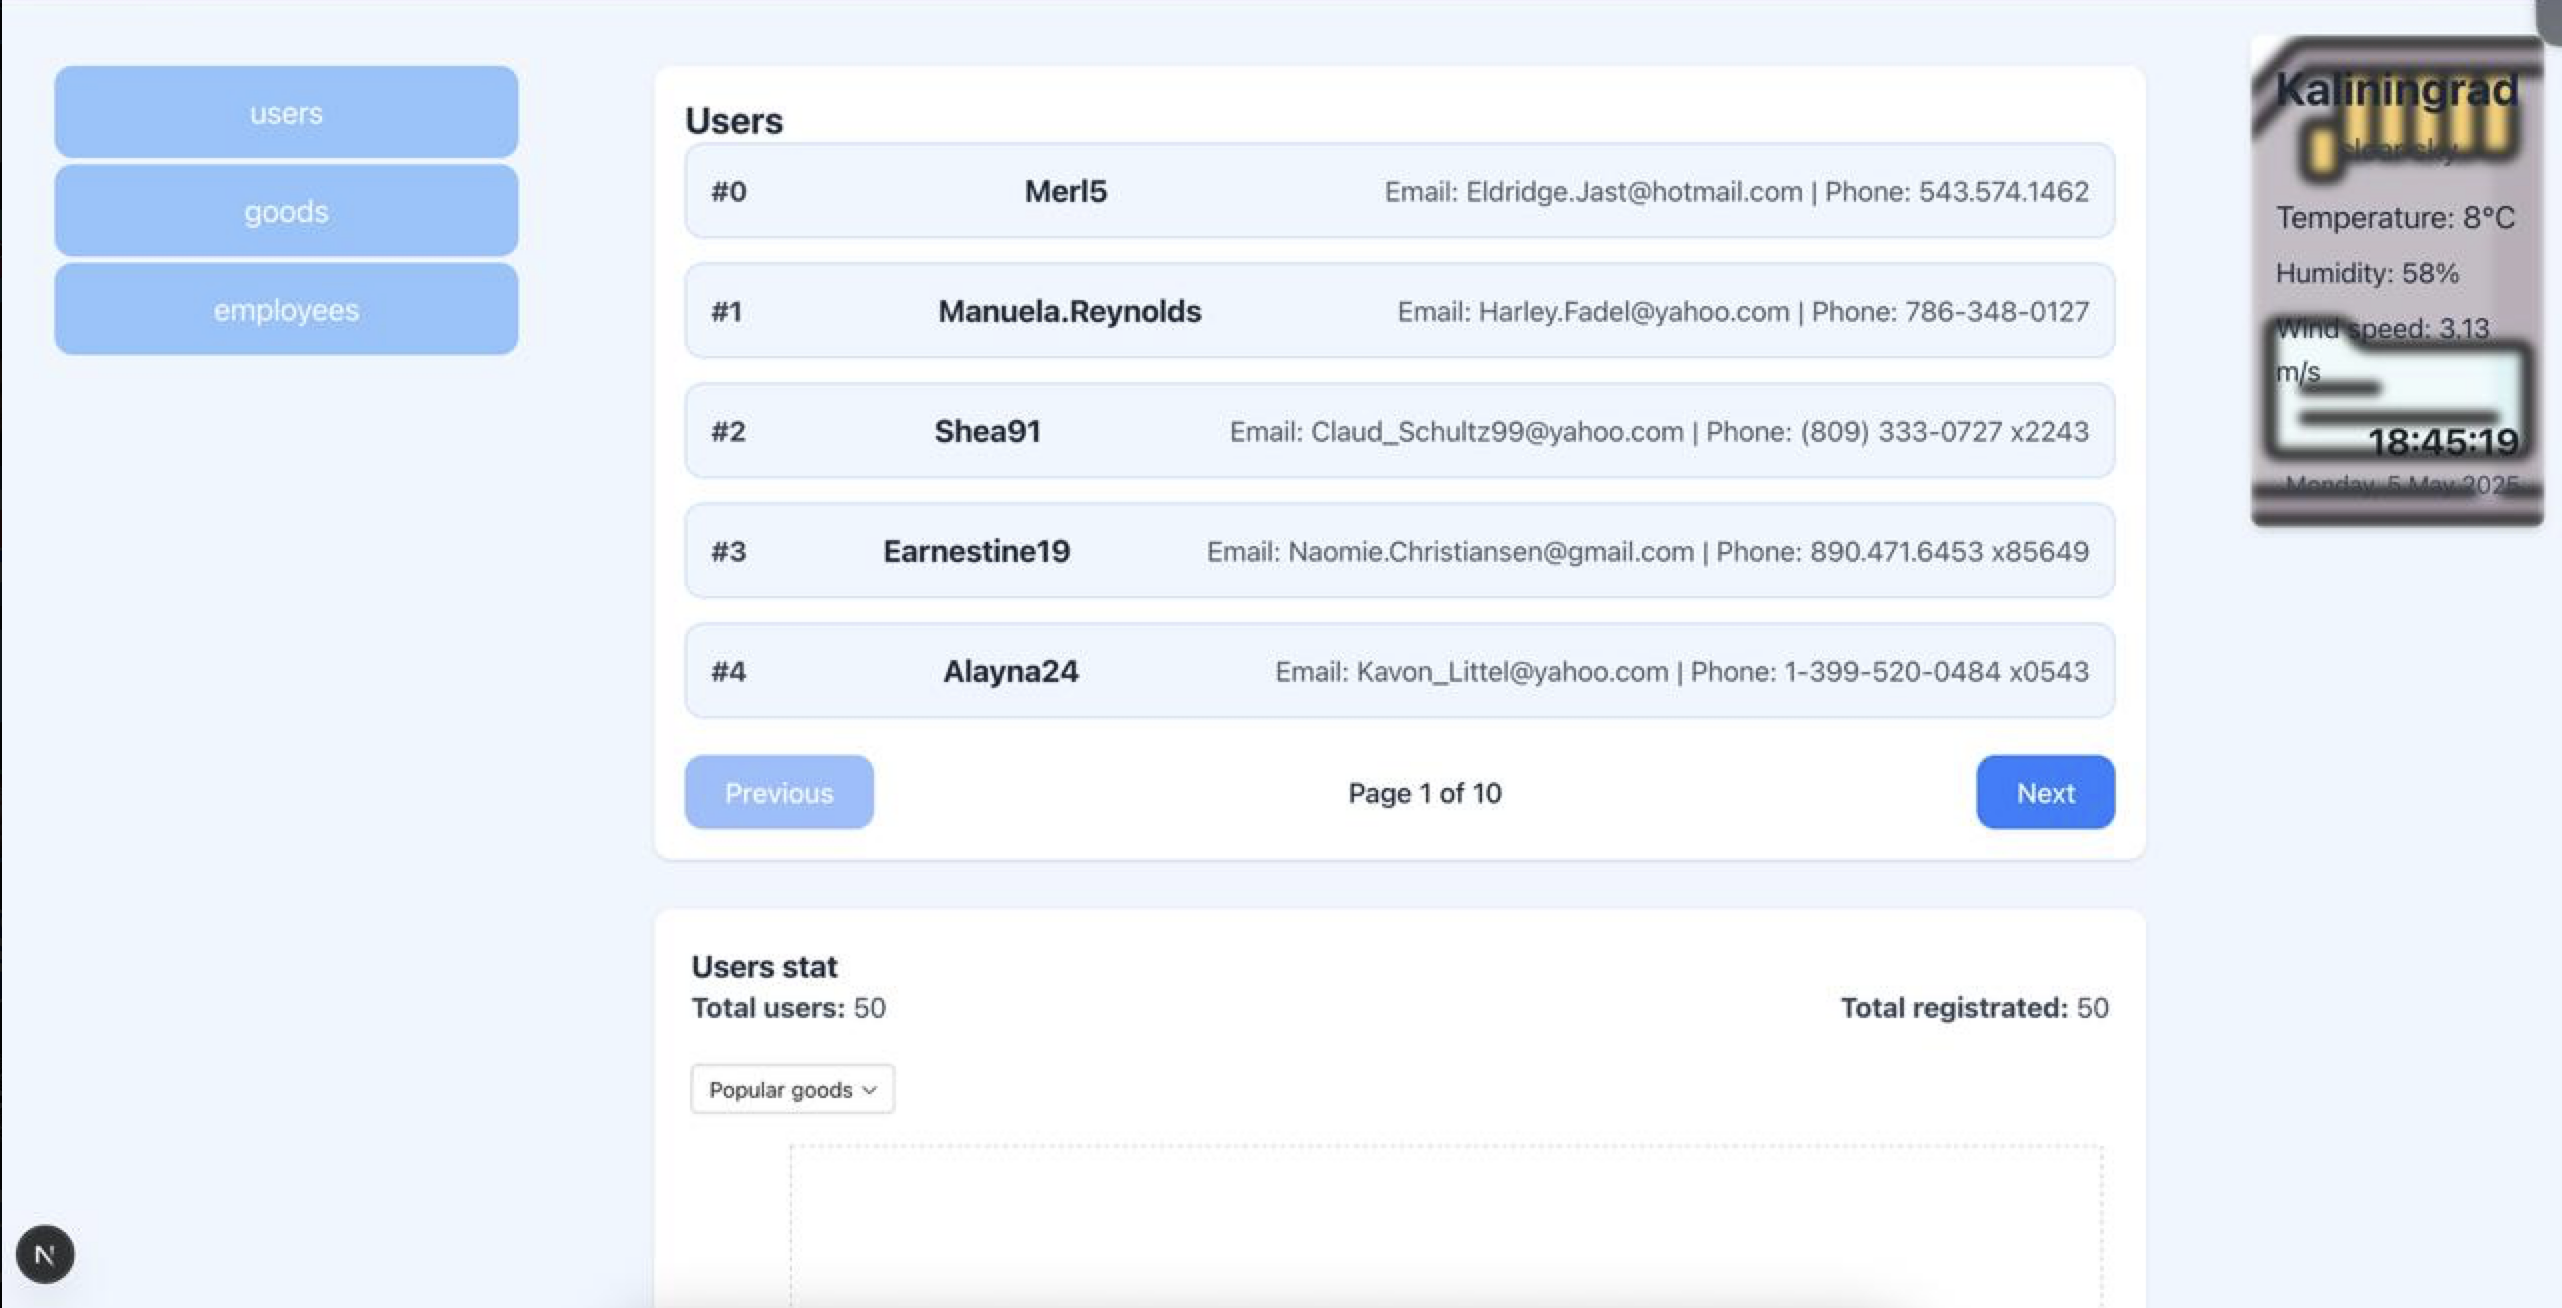 users
goods
employees
Users
#0 Merl5 Email: Eldridge.Jast@hotmail.com | Phone: 543.574.1462
#1 Manuela.Reynolds Email: Harley.Fadel@yahoo.com | Phone: 786-348-0127
#2 Shea91 Email: Claud_Schultz99@yahoo.com | Phone: (809) 333-0727 x2243
#3 Earnestine19 Email: Naomie.Christiansen@gmail.com | Phone: 890.471.6453 x85649
#4 Alayna24 Email: Kavon_Littel@yahoo.com | Phone: 1-399-520-0484 x0543
Previous Page 1 of 10 Next
Users stat
Total users: 50 Total registrated: 50
Popular goods
Kaliningrad
clear sky
Temperature: 8°C
Humidity: 58%
Wind speed: 3.13
m/s
18:45:19
Monday, 5 May 2025
N